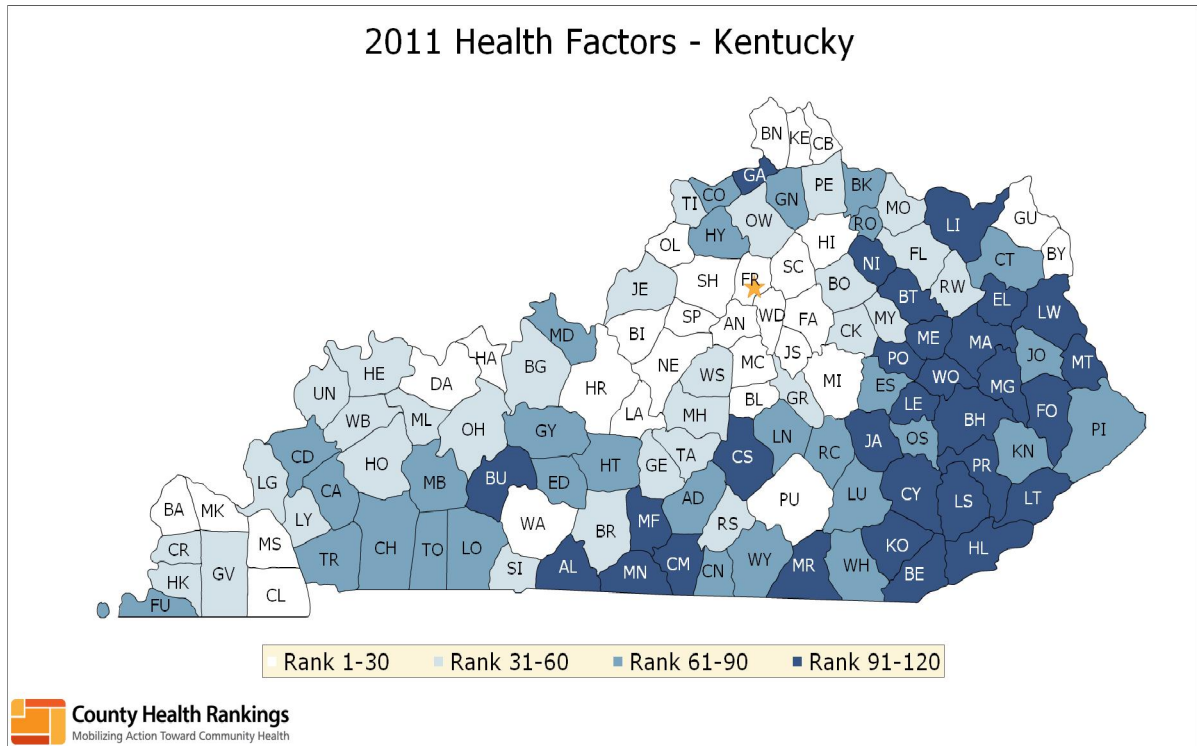 2011 Health Factors - Kentucky
BN KE CB
GA PE BK
TI CO GN MO
OW RO LI GU
HY HI
OL FL CT BY
SH FR SC NI
JE BO RW
BT EL LW
SP AN WD FA MY
BI CK ME MA
MD JS PO JO MT
HA NE MC
HE DA BG WS MI ES WO MG
UN HR BL GR LE FO
WB ML LA MH BH PI
OH GY LN JA OS
CD HO TA CS RC KN
LG BU HT GE PR
CA MB ED AD LU CY LS LT
BA MK PU
LY WA MF RS
MS BR KO HL
CR TR CH TO LO
GV SI AL MN CM CN WY MR WH BE
HK
FU CL
Rank 1-30 Rank 31-60 Rank 61-90 Rank 91-120
County Health Rankings
Mobilizing Action Toward Community Health